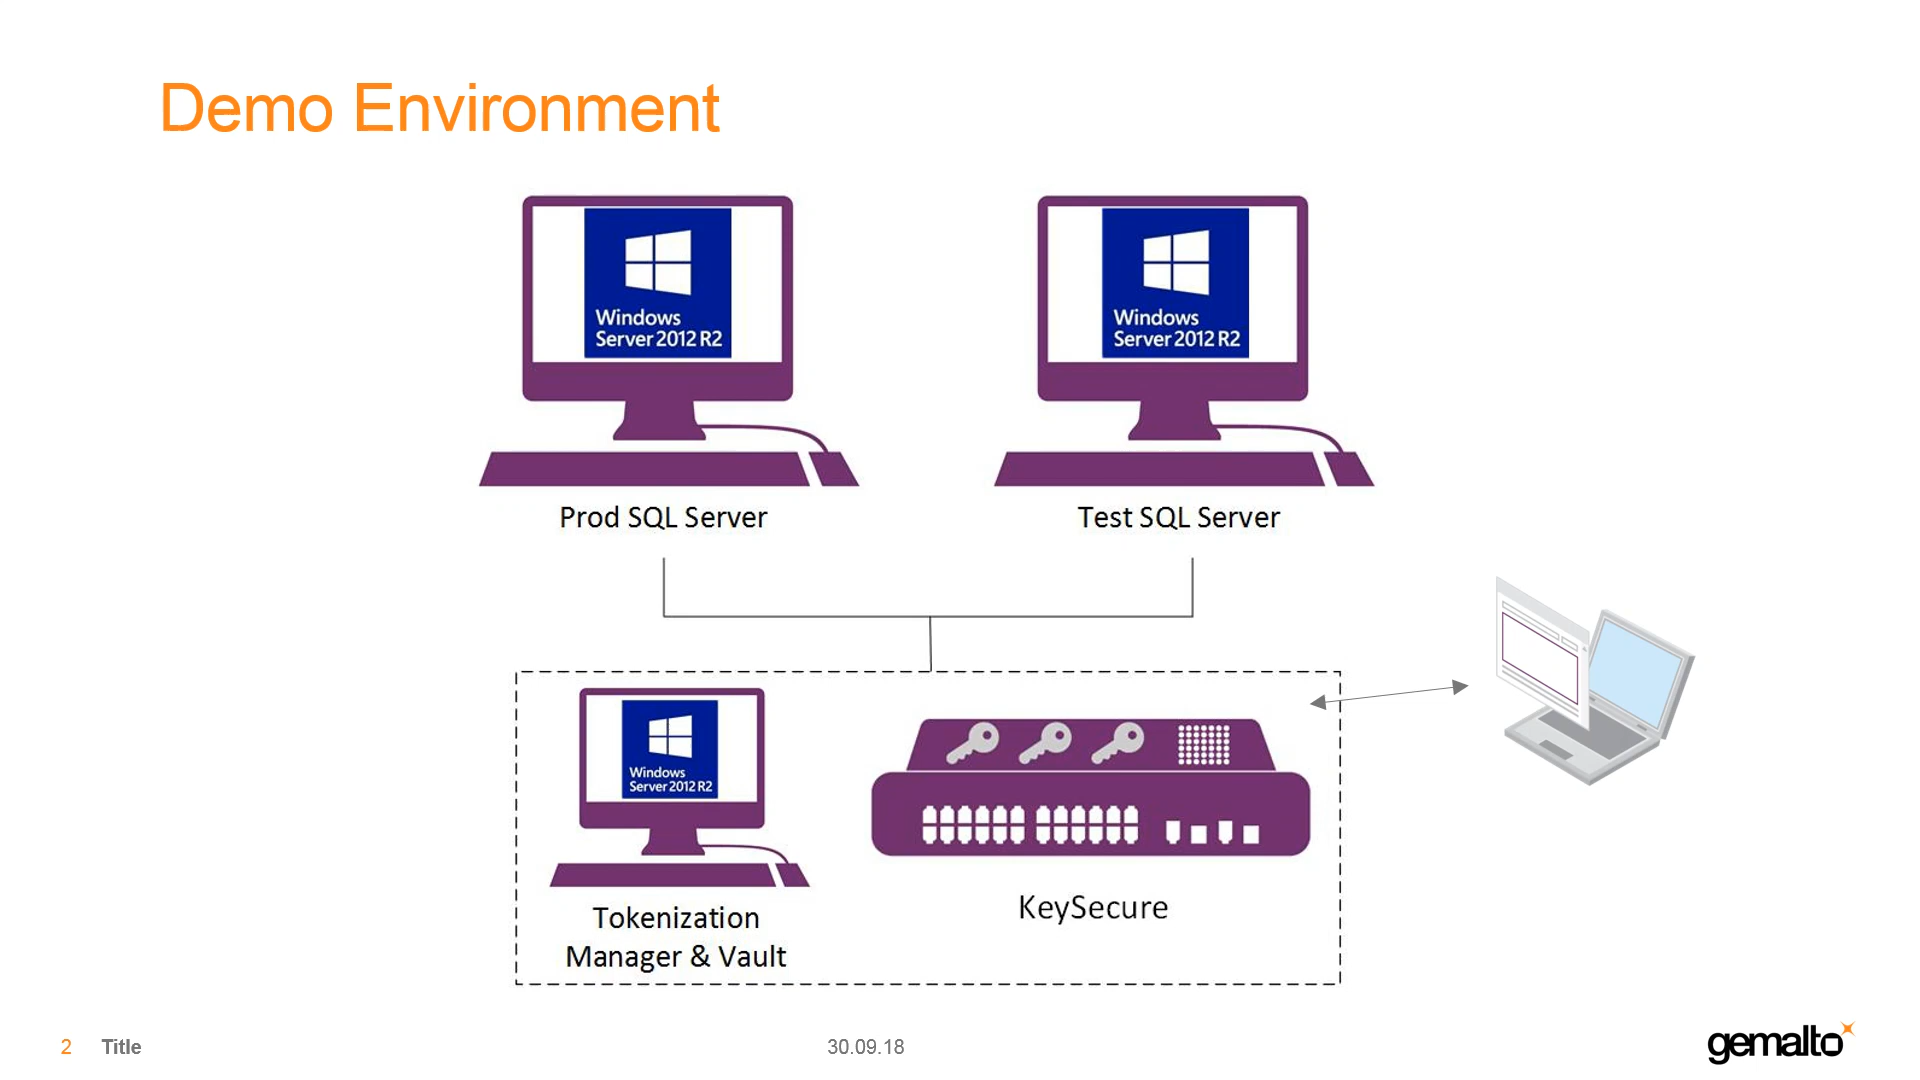 Demo Environment
Windows
Server 2012 R2
Windows
Server 2012 R2
Prod SQL Server
Test SQL Server
Windows
Server 2012 R2
Tokenization
Manager & Vault
KeySecure
2 Title
30.09.18
gemalto